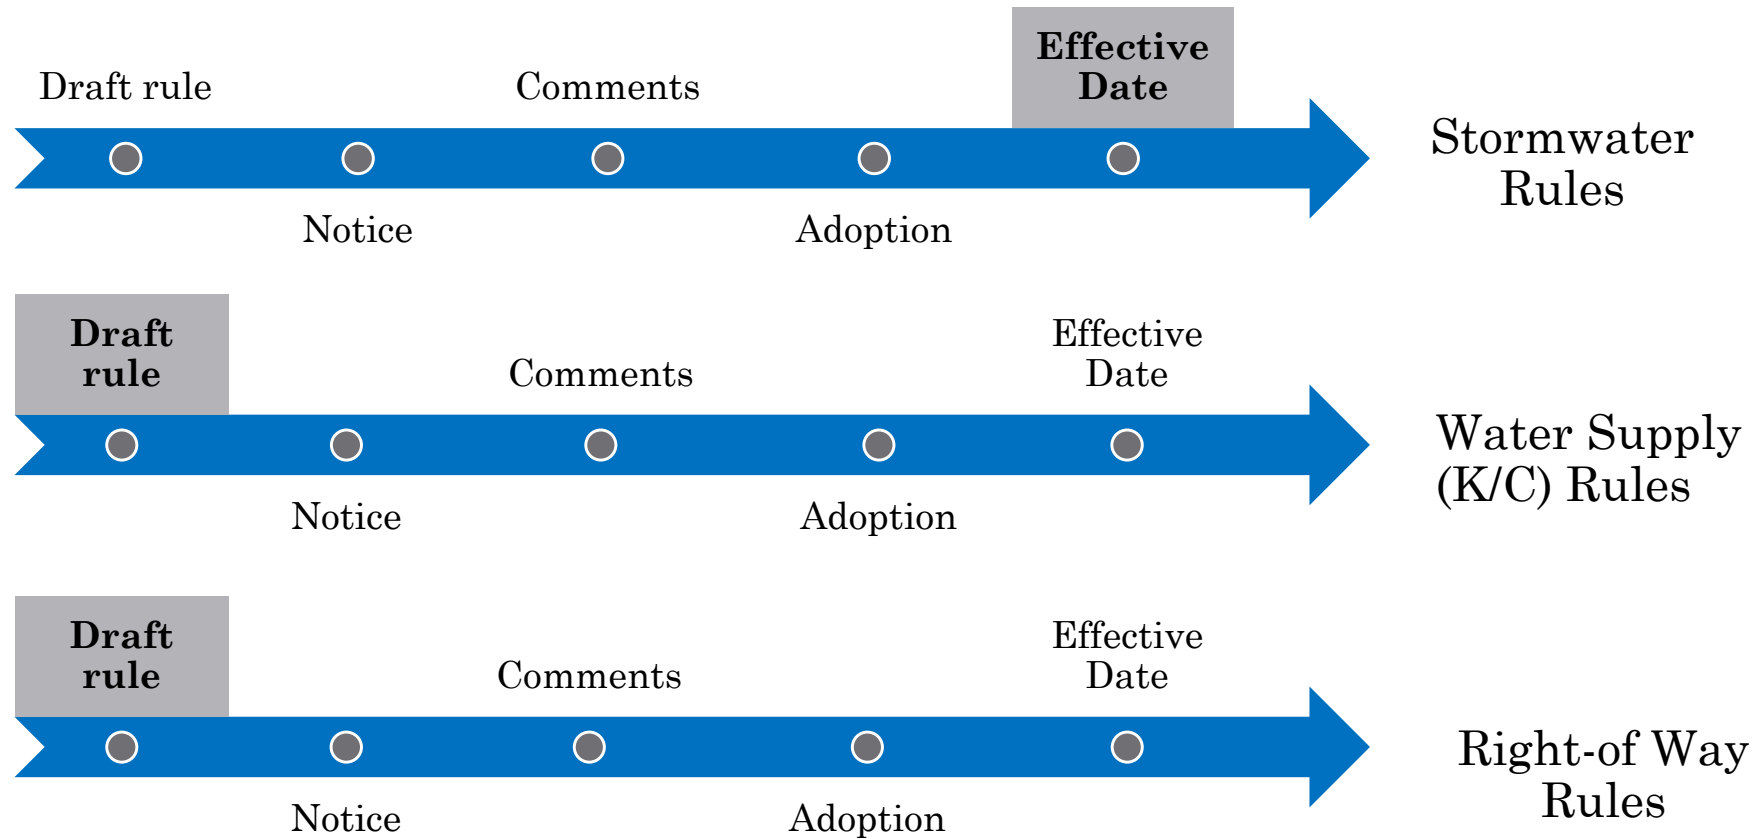 Draft rule
Comments
Effective
Date
Notice
Adoption
Stormwater
Rules
Draft
rule
Comments
Effective
Date
Notice
Adoption
Water Supply
(K/C) Rules
Draft
rule
Comments
Effective
Date
Notice
Adoption
Right-of Way
Rules